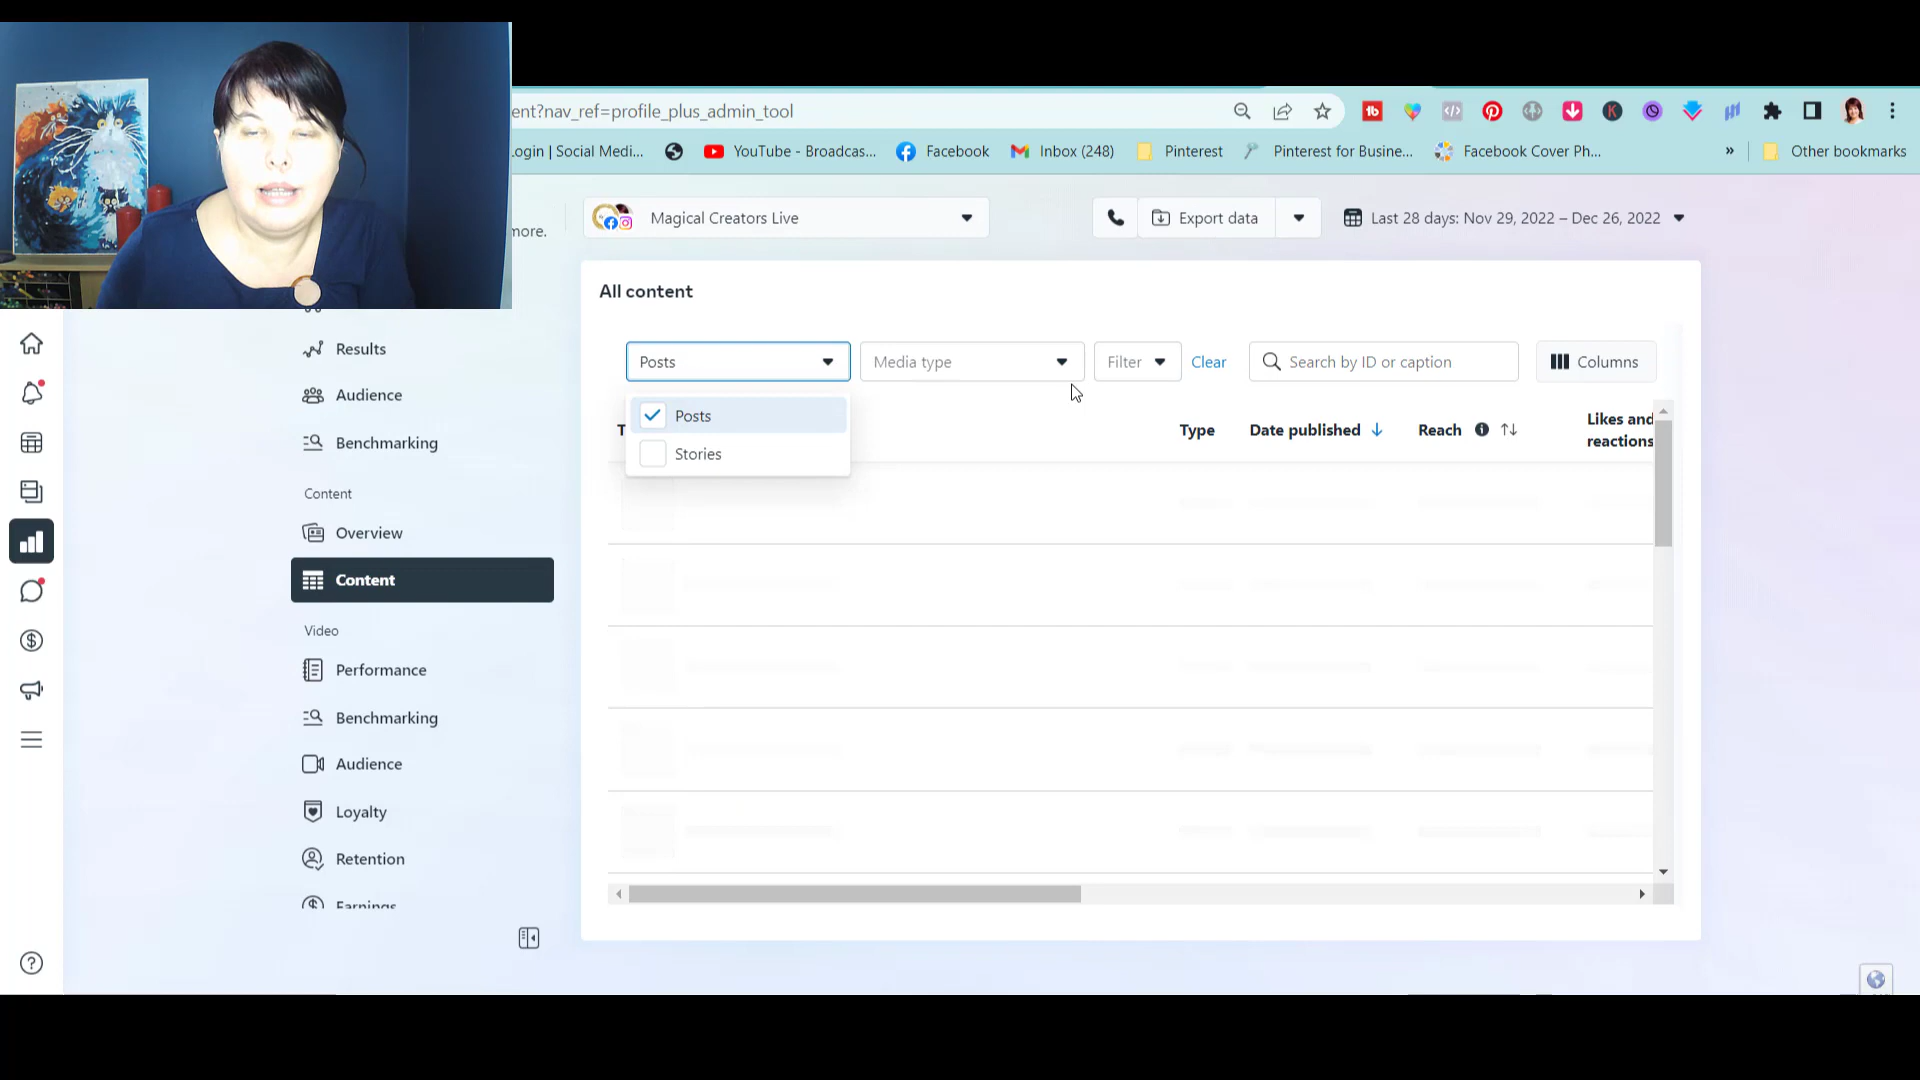 ent?nav_ref=profile_plus_admin_tool
ogin | Social Medi...
YouTube - Broadcas...
Facebook
Inbox (248)
Pinterest
Pinterest for Busine...
Facebook Cover Ph...
»
Other bookmarks
more.
Magical Creators Live
Export data
Last 28 days: Nov 29, 2022 – Dec 26, 2022
All content
Posts
Media type
Filter
Clear
Search by ID or caption
Columns
Posts
Stories
T
Type
Date published
Reach
Likes and
reactions
Results
Audience
Benchmarking
Content
Overview
Content
Video
Performance
Benchmarking
Audience
Loyalty
Retention
Earnings